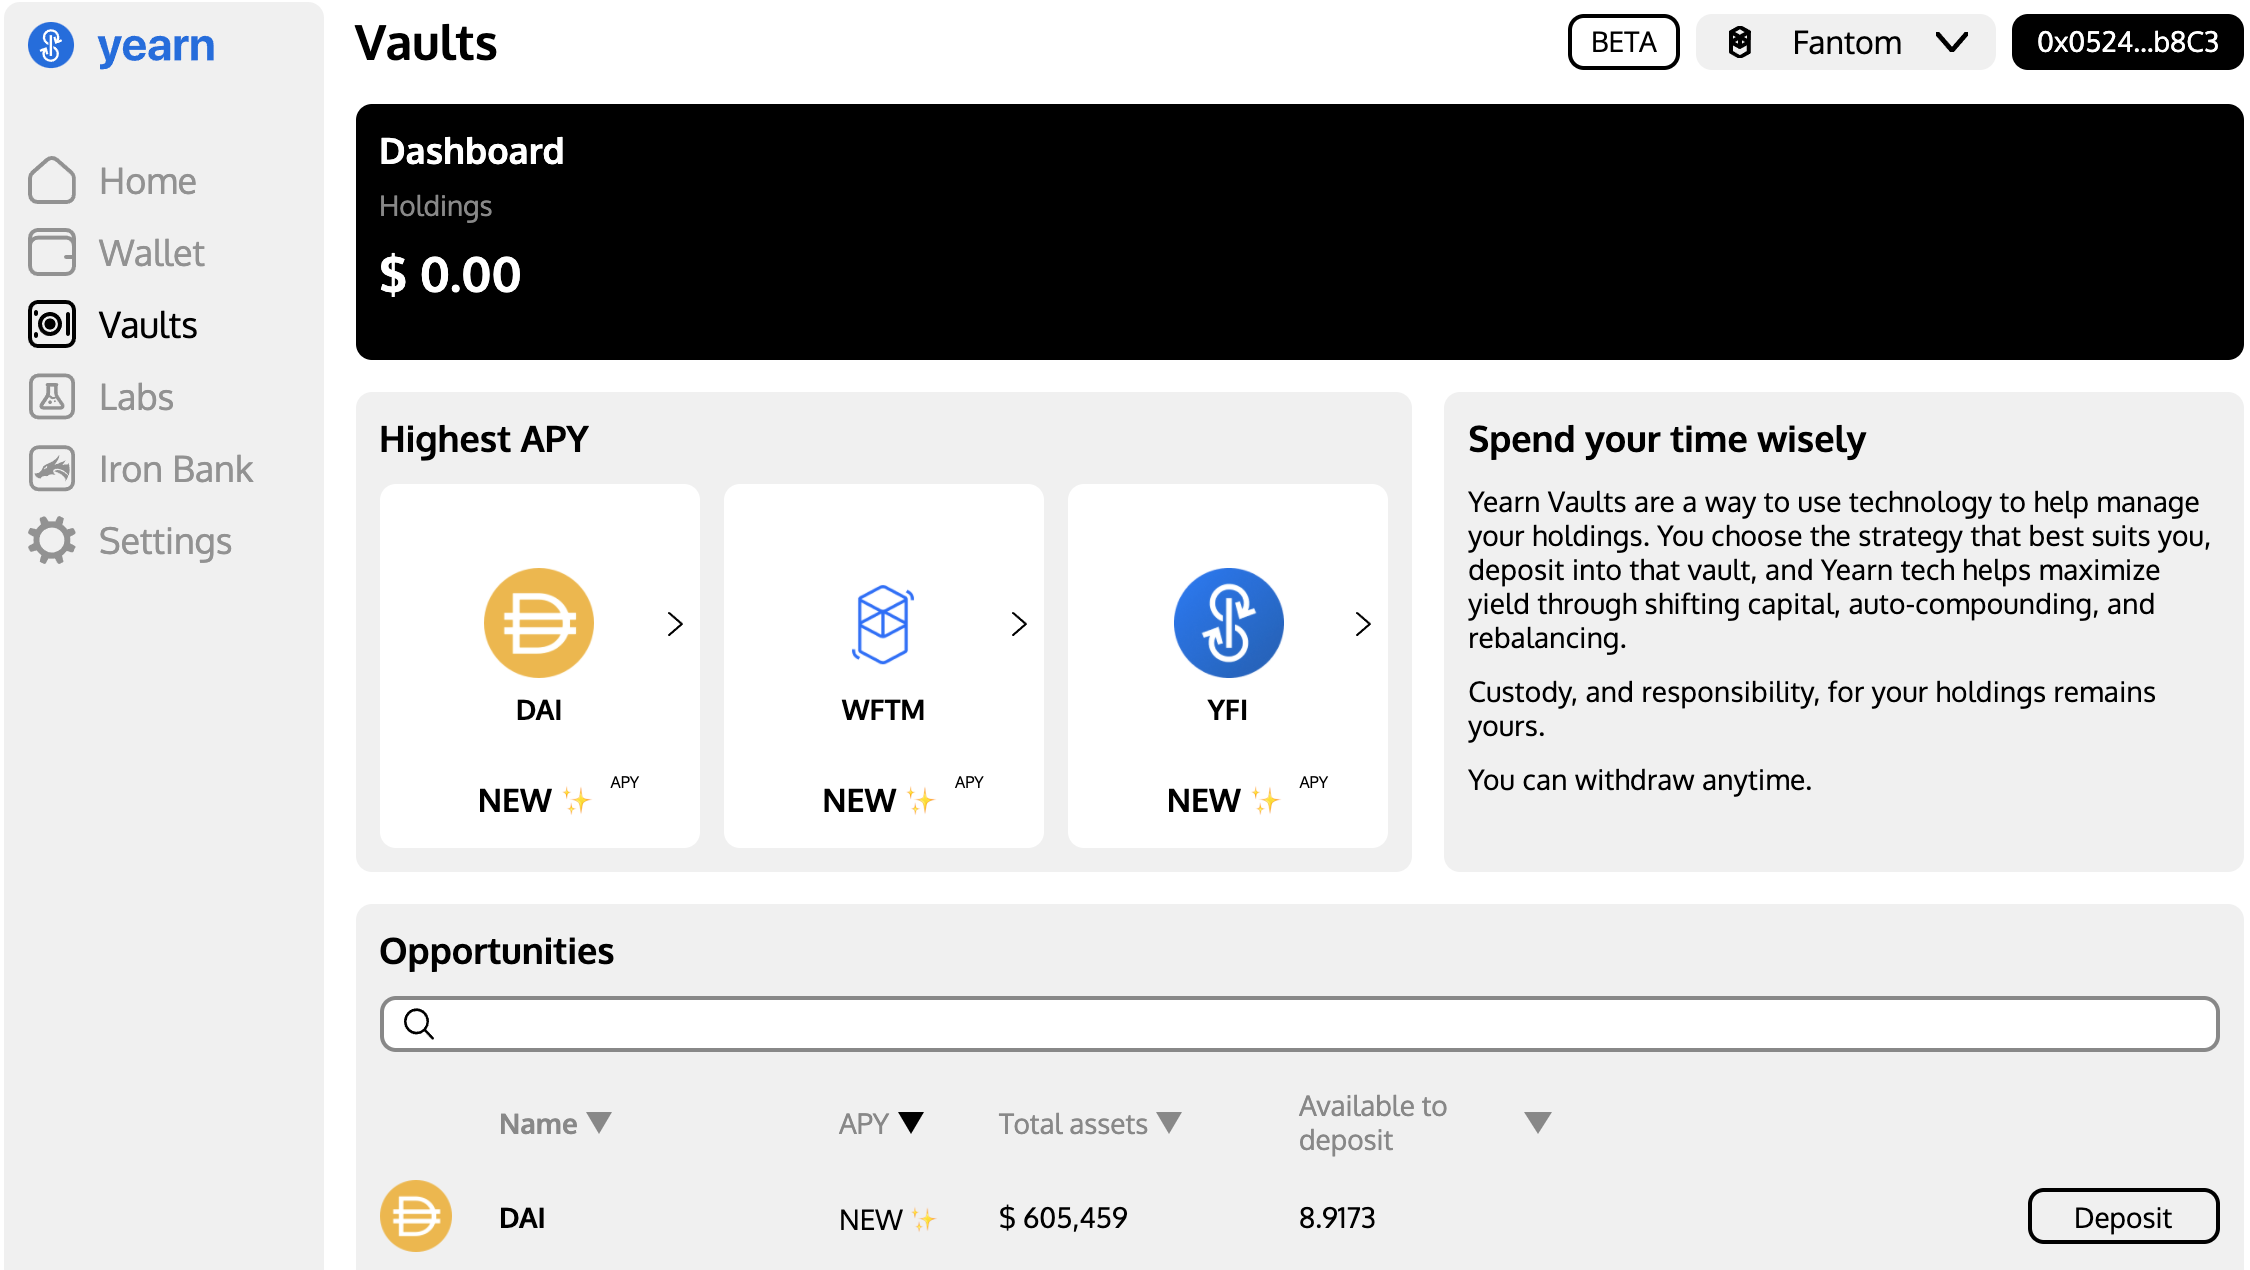 yearn
Home
Wallet
Vaults
Labs
Iron Bank
Settings
Vaults
BETA
Fantom
0x0524...b8C3
Dashboard
Holdings
$ 0.00
Highest APY
DAI
NEW ✨ APY
WFTM
NEW ✨ APY
YFI
NEW ✨ APY
Spend your time wisely
Yearn Vaults are a way to use technology to help manage
your holdings. You choose the strategy that best suits you,
deposit into that vault, and Yearn tech helps maximize
yield through shifting capital, auto-compounding, and
rebalancing.
Custody, and responsibility, for your holdings remains
yours.
You can withdraw anytime.
Opportunities
Name
APY
Total assets
Available to
deposit
DAI
NEW ✨
$ 605,459
8.9173
Deposit